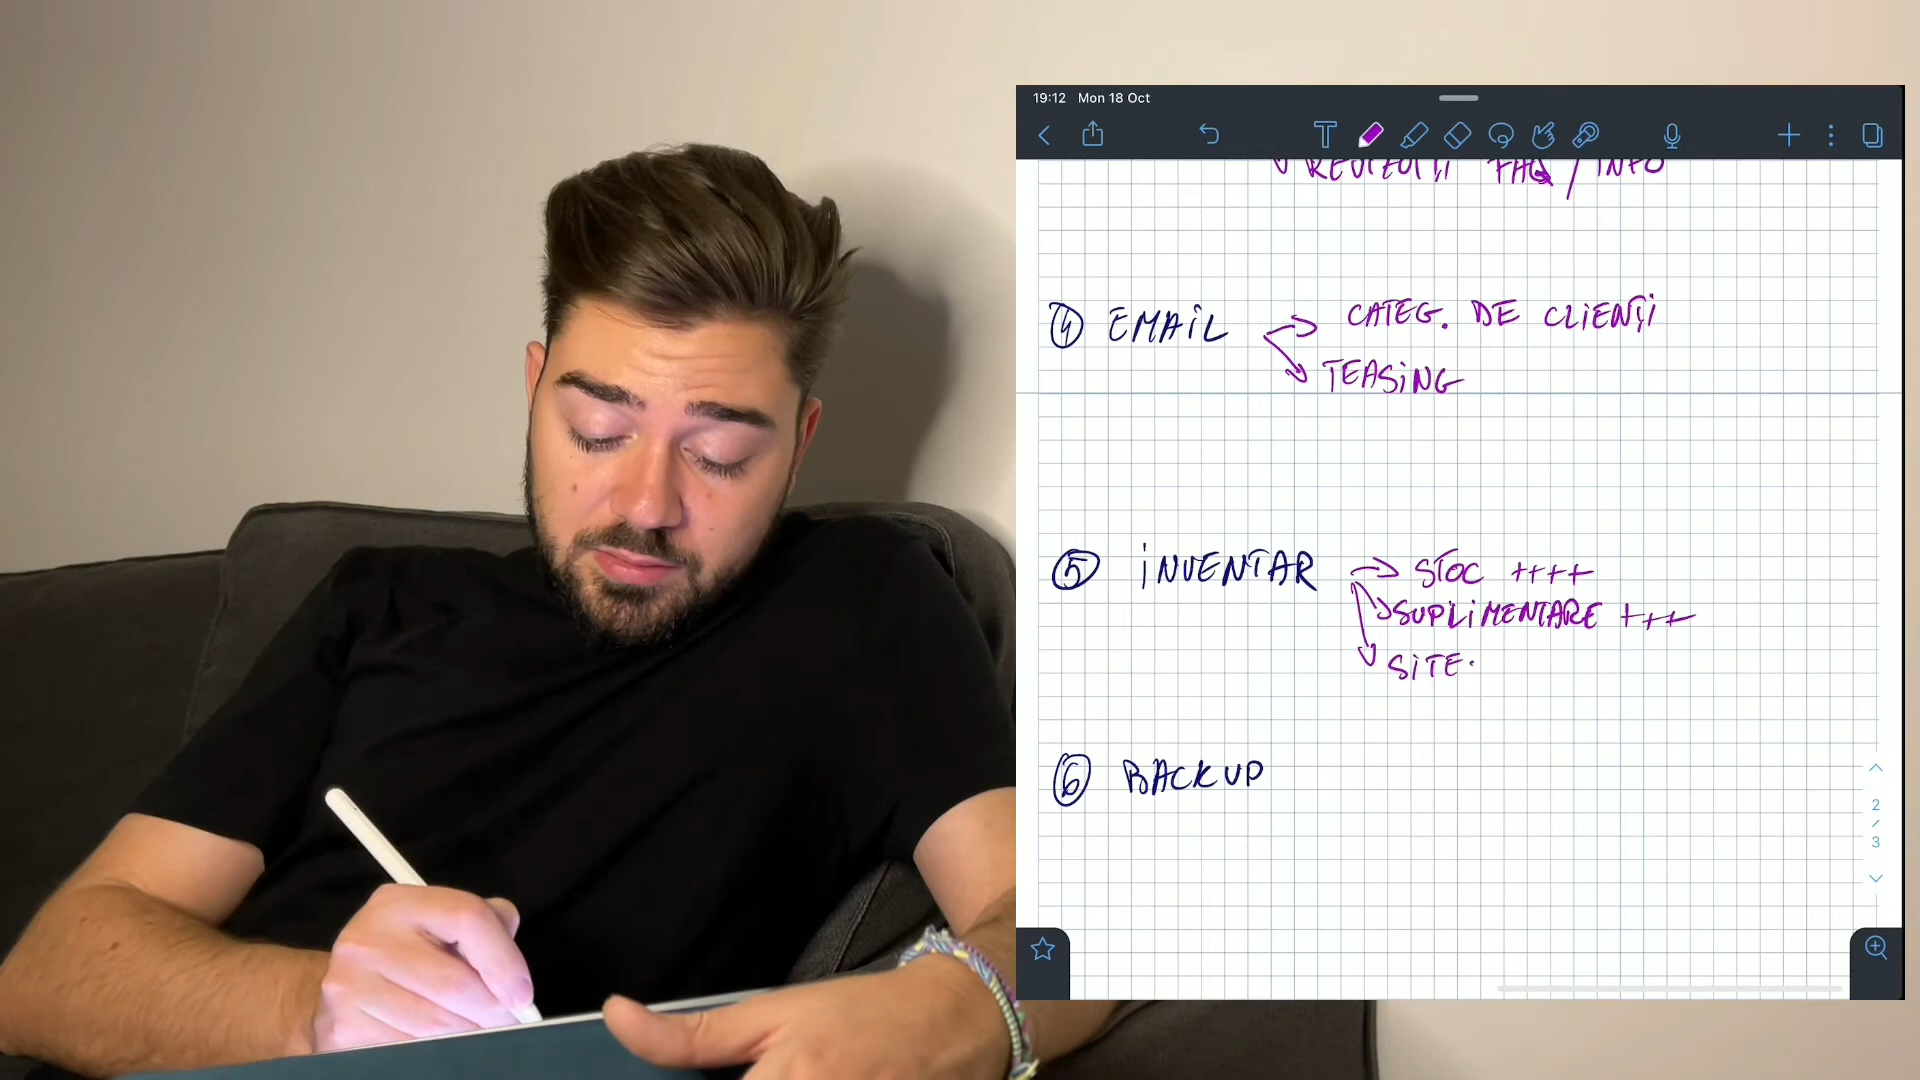 19:12 Mon 18 Oct
T
REVIZUIȚI FAQ / INFO
4 EMAiL → CATEG. DE CLiENȚi
→ TEASiNG
5 iNVENTAR → STOC ++++
→ SUPLiMENTARE +++
→ SiTE.
6 BACKUP
2
/
3